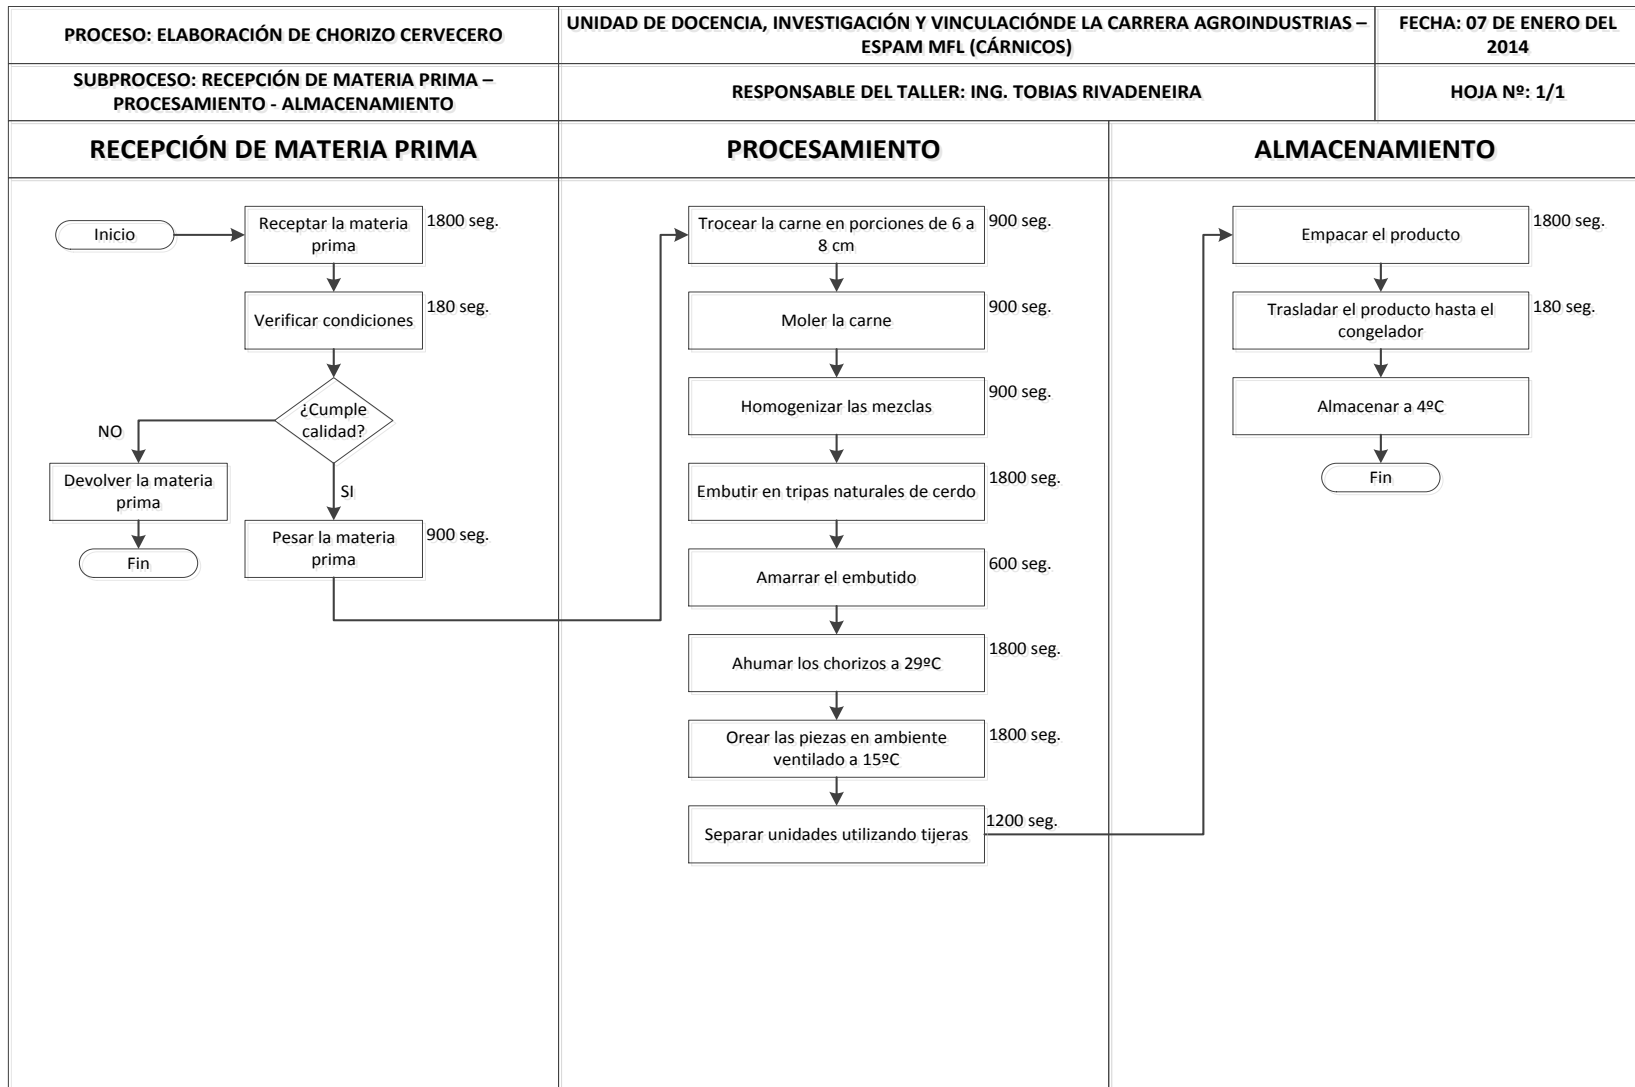 PROCESO: ELABORACIÓN DE CHORIZO CERVECERO
UNIDAD DE DOCENCIA, INVESTIGACIÓN Y VINCULACIÓNDE LA CARRERA AGROINDUSTRIAS –
ESPAM MFL (CÁRNICOS)
FECHA: 07 DE ENERO DEL
2014
SUBPROCESO: RECEPCIÓN DE MATERIA PRIMA –
PROCESAMIENTO - ALMACENAMIENTO
RESPONSABLE DEL TALLER: ING. TOBIAS RIVADENEIRA
HOJA Nº: 1/1
RECEPCIÓN DE MATERIA PRIMA
Inicio
Receptar la materia
prima
1800 seg.
Verificar condiciones
180 seg.
¿Cumple
calidad?
NO
Devolver la materia
prima
Fin
SI
Pesar la materia
prima
900 seg.
PROCESAMIENTO
Trocear la carne en porciones de 6 a
8 cm
900 seg.
Moler la carne
900 seg.
Homogenizar las mezclas
900 seg.
Embutir en tripas naturales de cerdo
1800 seg.
Amarrar el embutido
600 seg.
Ahumar los chorizos a 29ºC
1800 seg.
Orear las piezas en ambiente
ventilado a 15ºC
1800 seg.
Separar unidades utilizando tijeras
1200 seg.
ALMACENAMIENTO
Empacar el producto
1800 seg.
Trasladar el producto hasta el
congelador
180 seg.
Almacenar a 4ºC
Fin